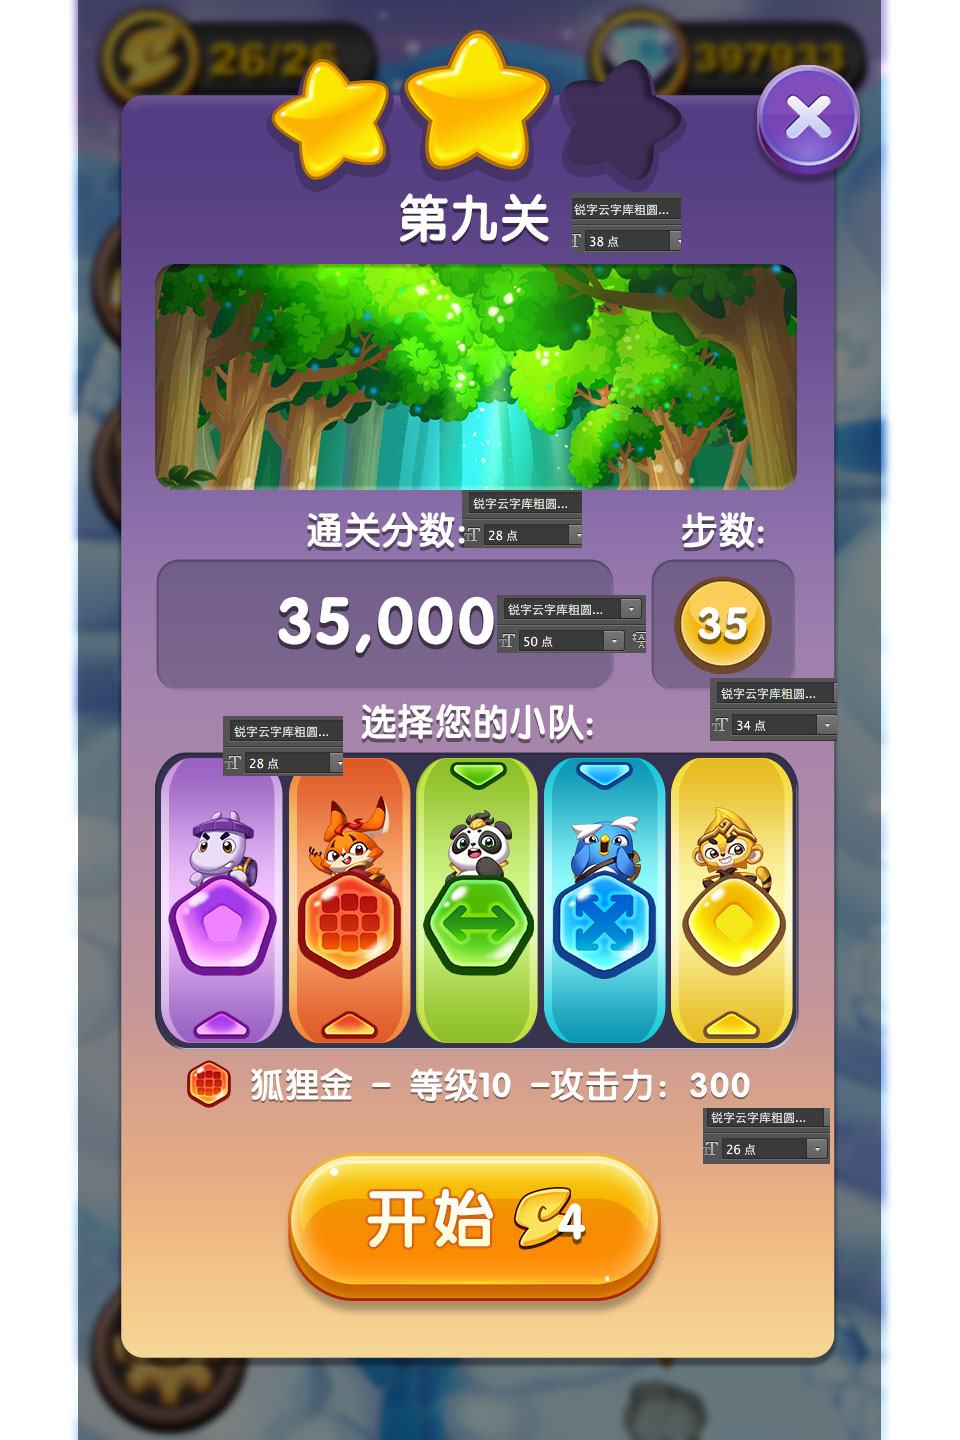 26/26
397933
第九关
锐字云字库粗圆...
T 38 点
通关分数:
锐字云字库粗圆...
T 28 点
步数:
35,000
锐字云字库粗圆...
T 50 点
35
锐字云字库粗圆...
T 34 点
选择您的小队:
锐字云字库粗圆...
T 28 点
狐狸金 - 等级10 -攻击力: 300
锐字云字库粗圆...
T 26 点
开始 4